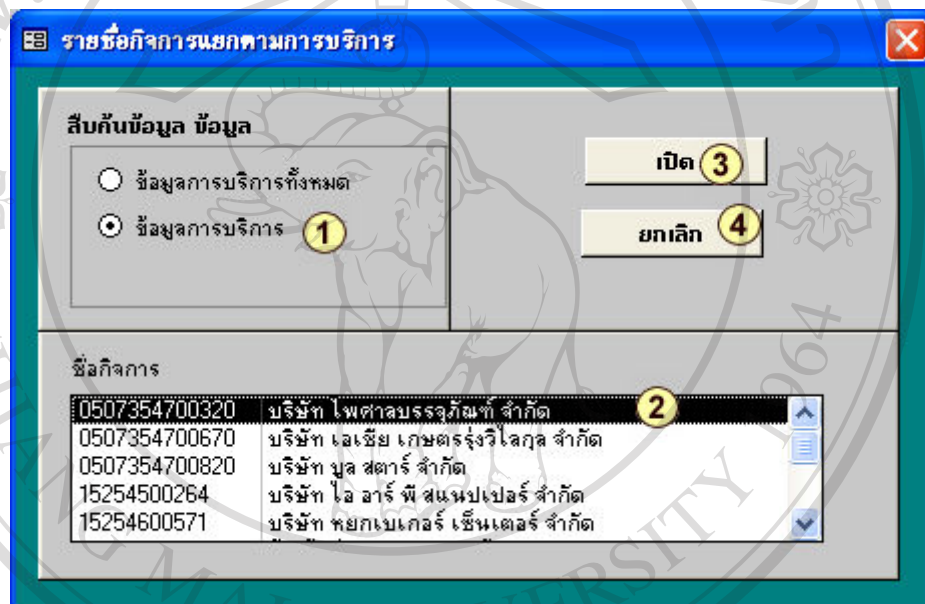 รายชื่อกิจการแยกตามการบริการ
สืบค้นข้อมูล ข้อมูล
ข้อมูลการบริการทั้งหมด
ข้อมูลการบริการ 1
เปิด 3
ยกเลิก 4
ชื่อกิจการ
0507354700320 บริษัท ไพศาลบรรจุภัณฑ์ จำกัด 2
0507354700670 บริษัท เอเชีย เกษตรรุ่งวิไลกุล จำกัด
0507354700820 บริษัท บูล สตาร์ จำกัด
15254500264 บริษัท ไอ อาร์ พี สแนปเปอร์ จำกัด
15254600571 บริษัท หยกเบเกอร์ เซ็นเตอร์ จำกัด
1964